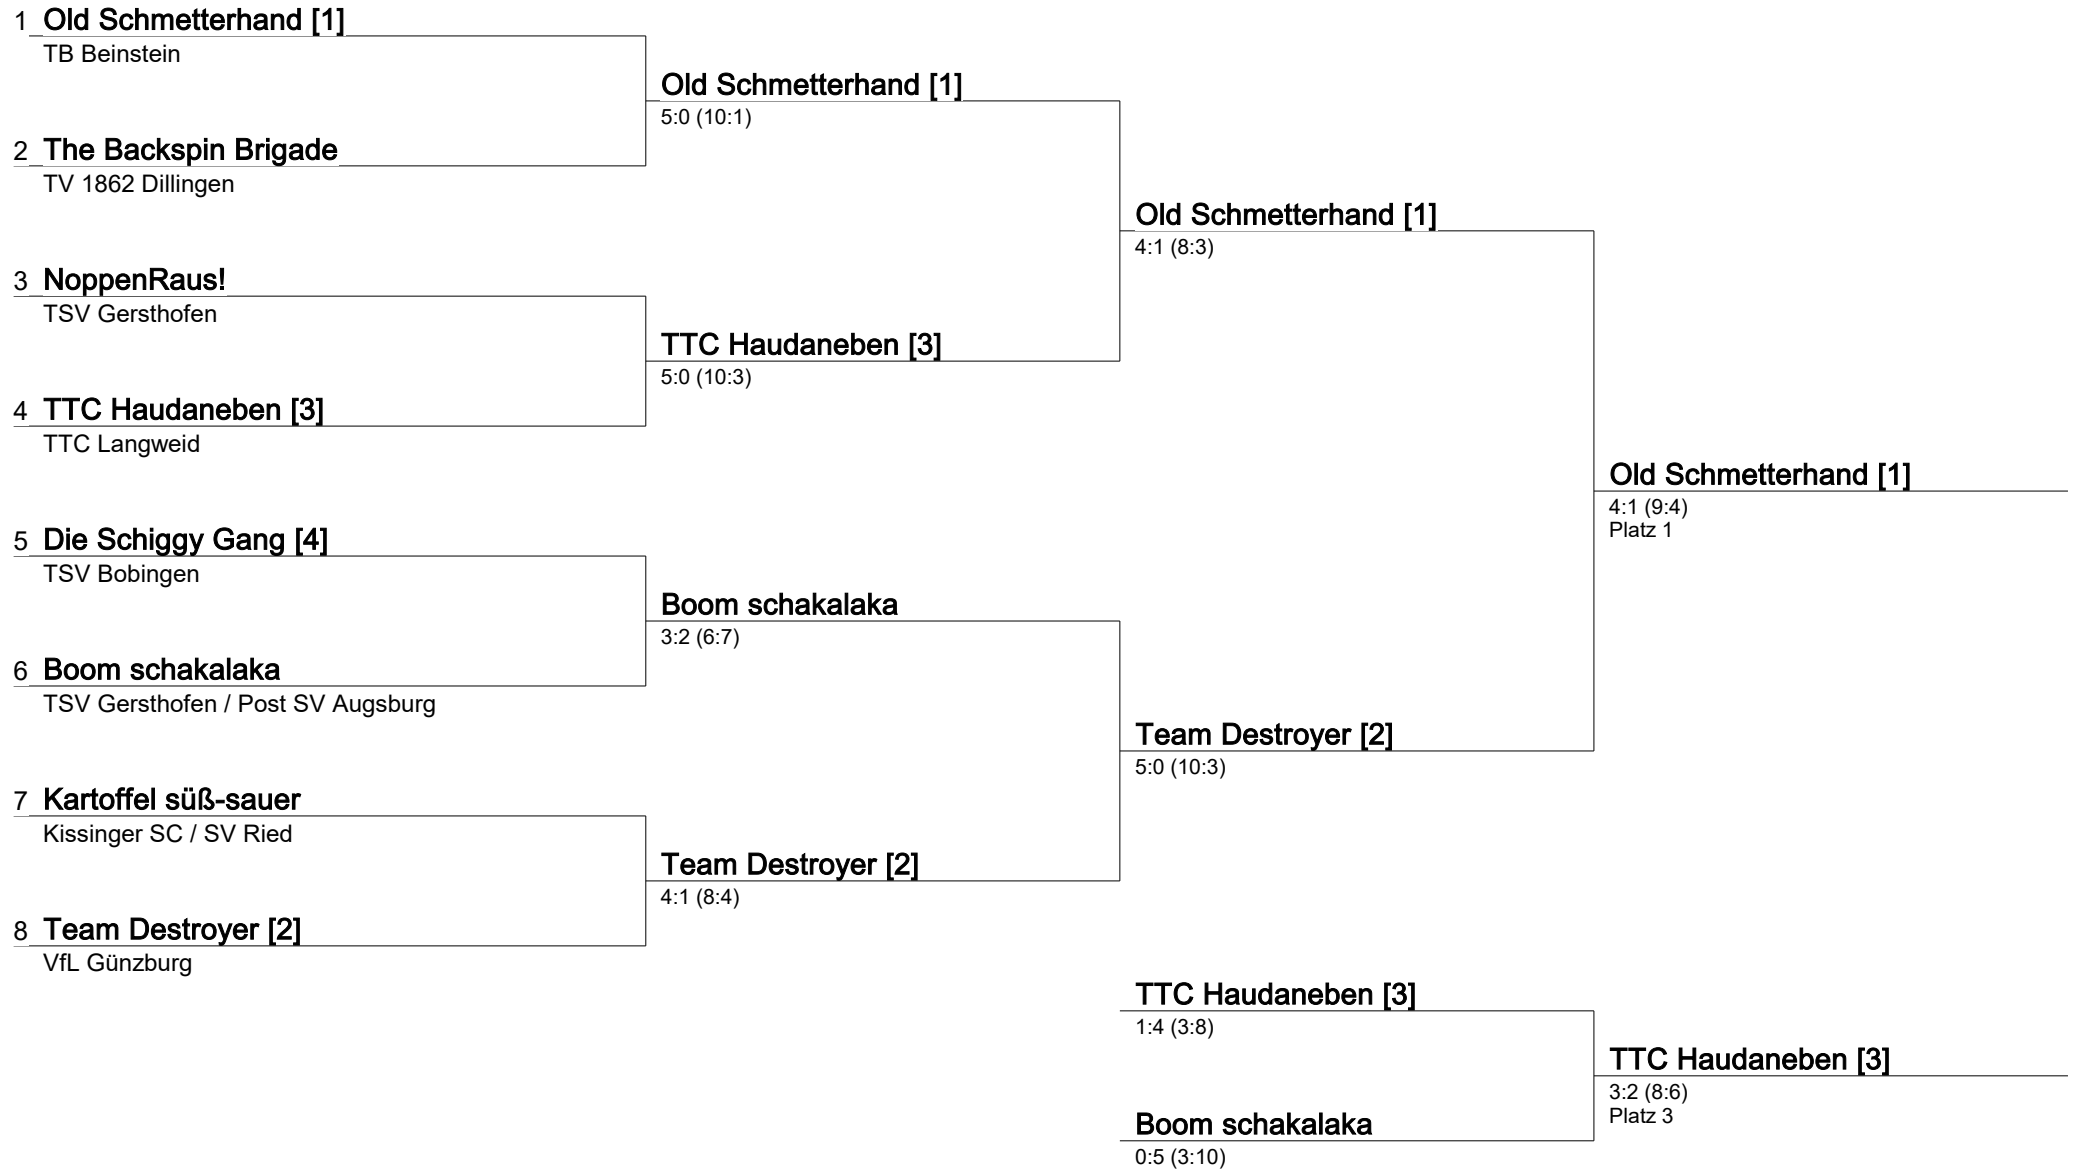 1 Old Schmetterhand [1]
TB Beinstein
2 The Backspin Brigade
TV 1862 Dillingen
3 NoppenRaus!
TSV Gersthofen
4 TTC Haudaneben [3]
TTC Langweid
5 Die Schiggy Gang [4]
TSV Bobingen
6 Boom schakalaka
TSV Gersthofen / Post SV Augsburg
7 Kartoffel süß-sauer
Kissinger SC / SV Ried
8 Team Destroyer [2]
VfL Günzburg
Old Schmetterhand [1]
5:0 (10:1)
TTC Haudaneben [3]
5:0 (10:3)
Boom schakalaka
3:2 (6:7)
Team Destroyer [2]
4:1 (8:4)
Old Schmetterhand [1]
4:1 (8:3)
Team Destroyer [2]
5:0 (10:3)
Old Schmetterhand [1]
4:1 (9:4)
Platz 1
TTC Haudaneben [3]
1:4 (3:8)
Boom schakalaka
0:5 (3:10)
TTC Haudaneben [3]
3:2 (8:6)
Platz 3